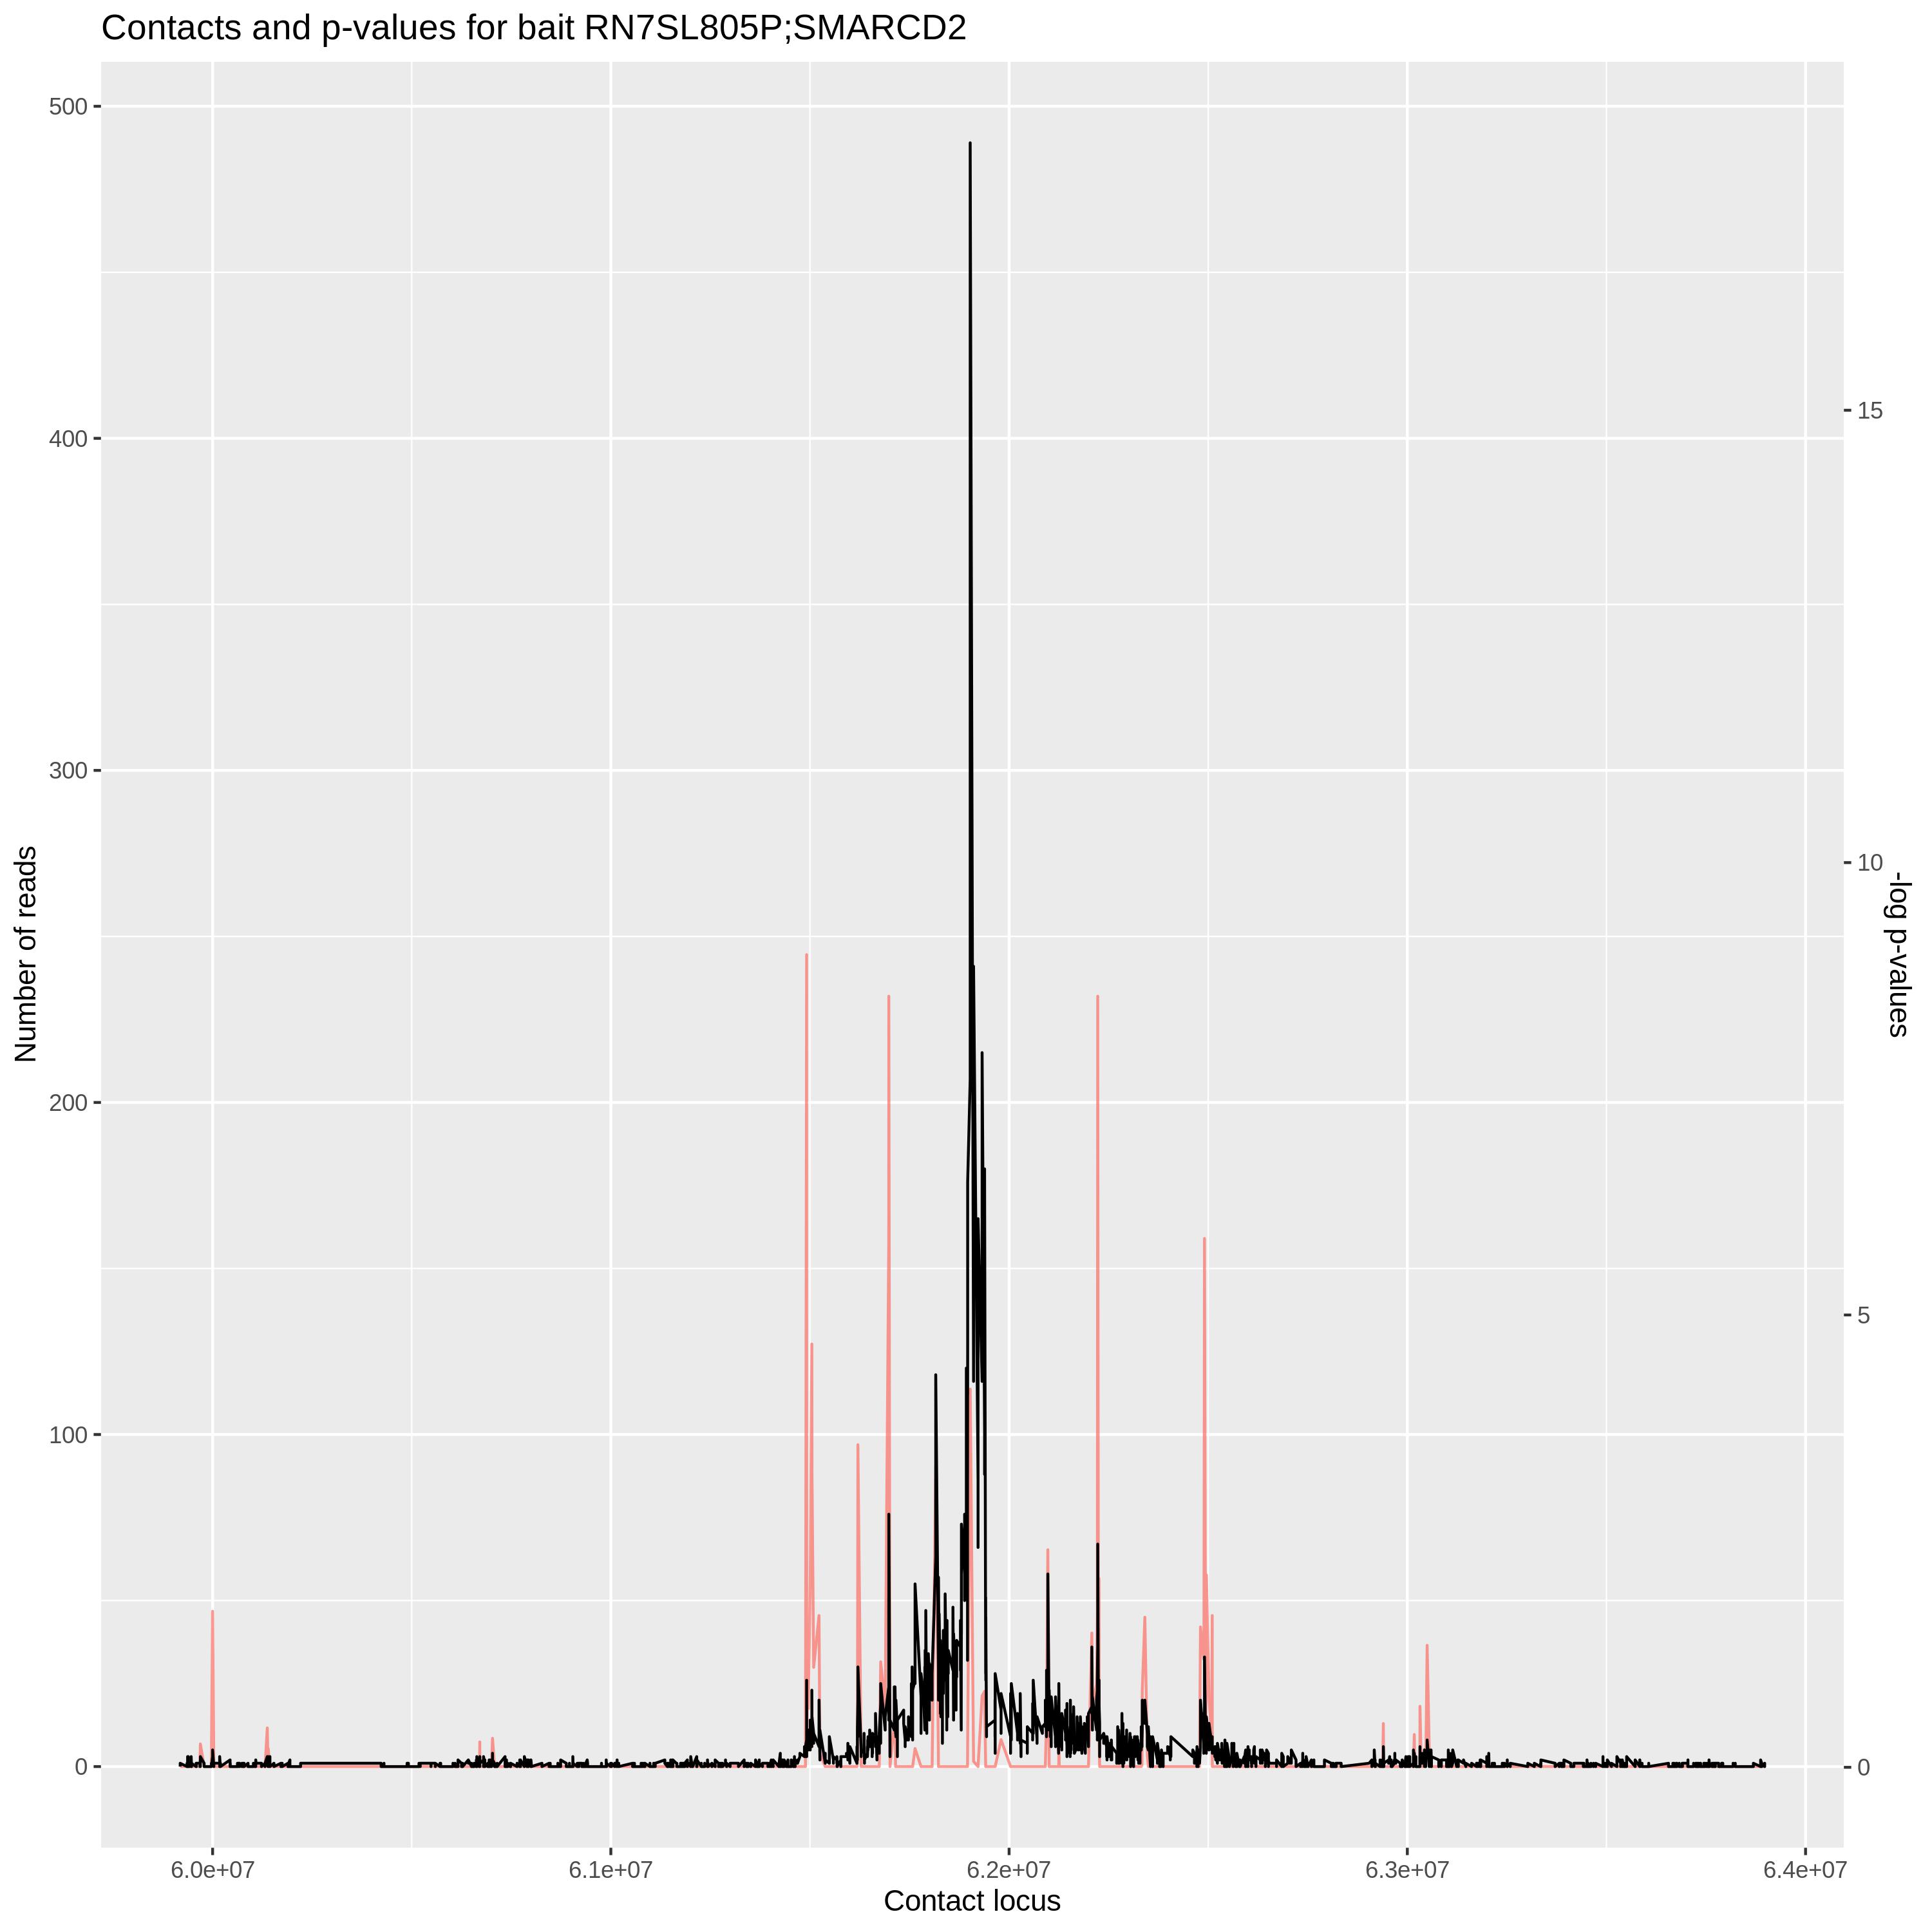 Contacts and p-values for bait RN7SL805P;SMARCD2
500
400
300
200
100
0
Number of reads
15
10
5
0
-log p-values
6.0e+07
6.1e+07
6.2e+07
6.3e+07
6.4e+07
Contact locus